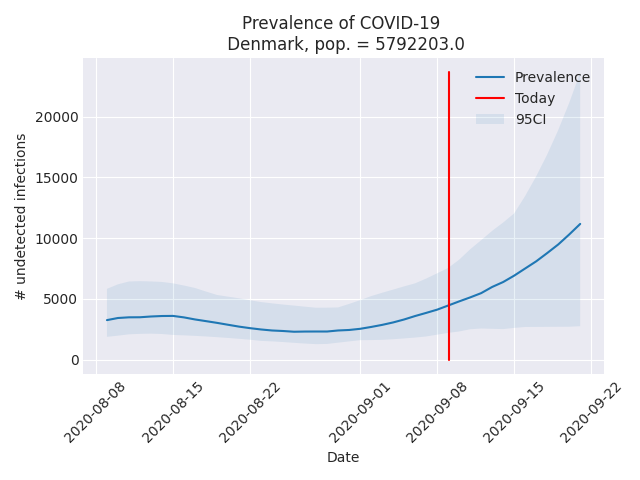 Prevalence of COVID-19
Denmark, pop. = 5792203.0
Prevalence
Today
95CI
# undetected infections
20000
15000
10000
5000
0
2020-08-08
2020-08-15
2020-08-22
2020-09-01
2020-09-08
2020-09-15
2020-09-22
Date